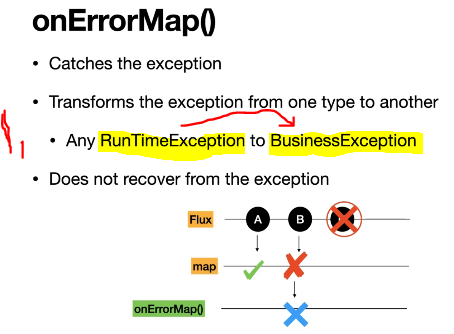 onErrorMap()
• Catches the exception
• Transforms the exception from one type to another
• Any RunTimeException to BusinessException
• Does not recover from the exception
Flux
A
B
map
onErrorMap()